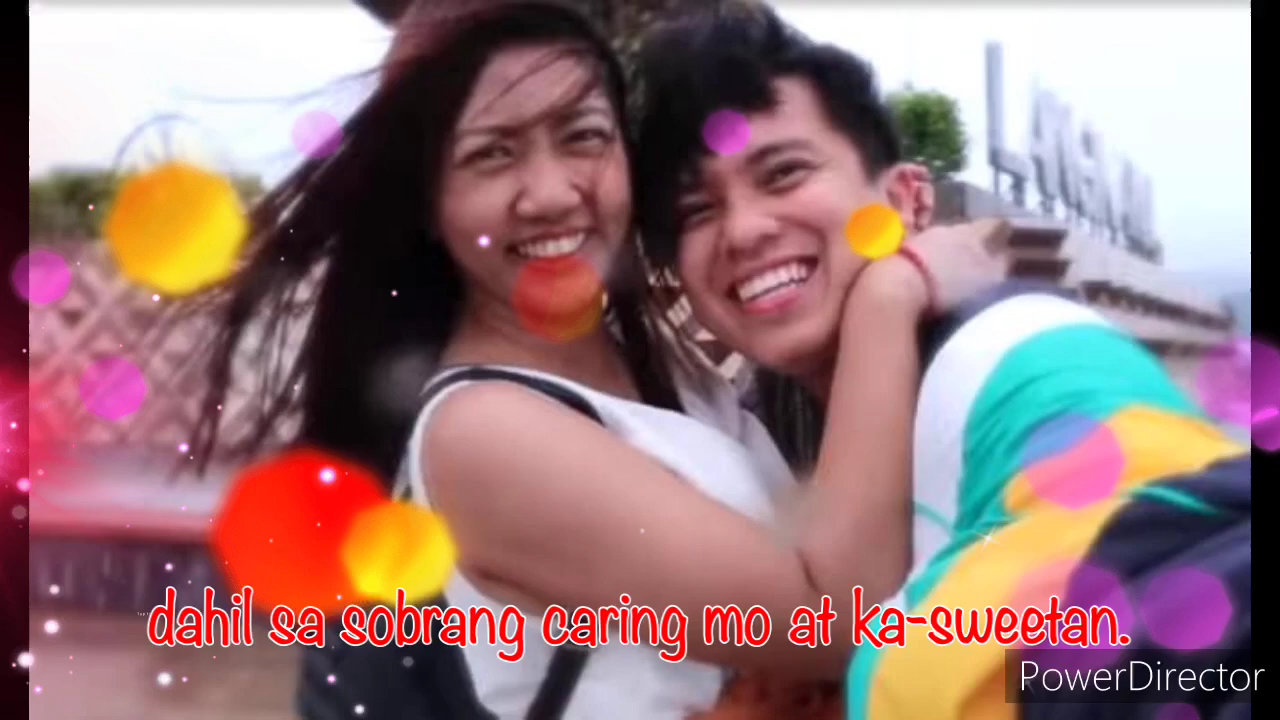 dahil sa sobrang caring mo at ka-sweetan.
PowerDirector